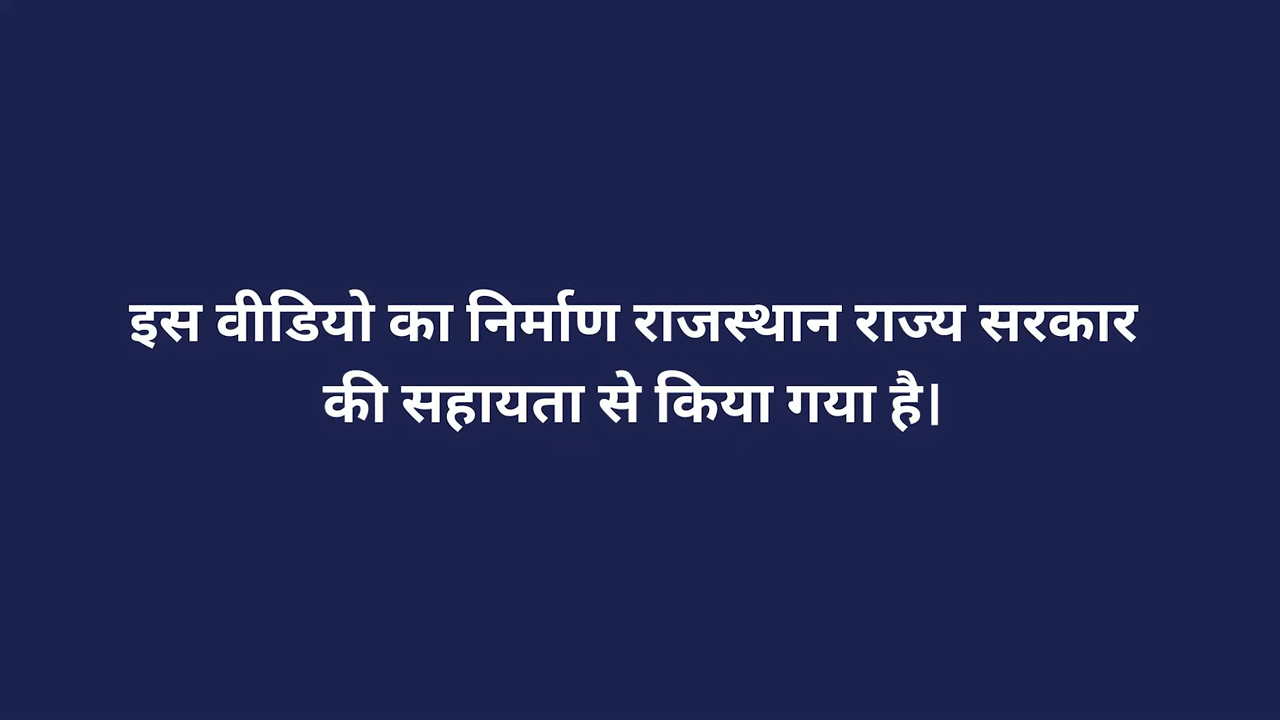 इस वीडियो का निर्माण राजस्थान राज्य सरकार
की सहायता से किया गया है।